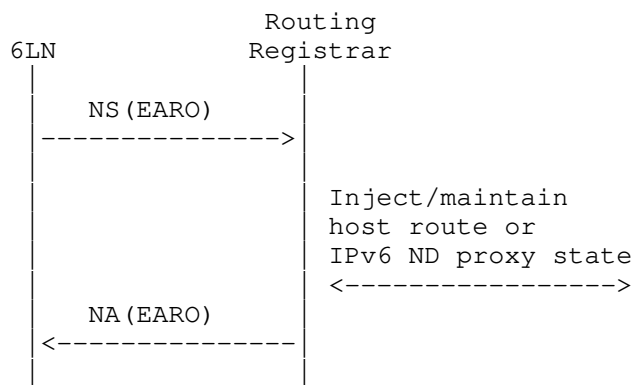 Routing
6LN Registrar
NS(EARO)
Inject/maintain
host route or
IPv6 ND proxy state
NA(EARO)